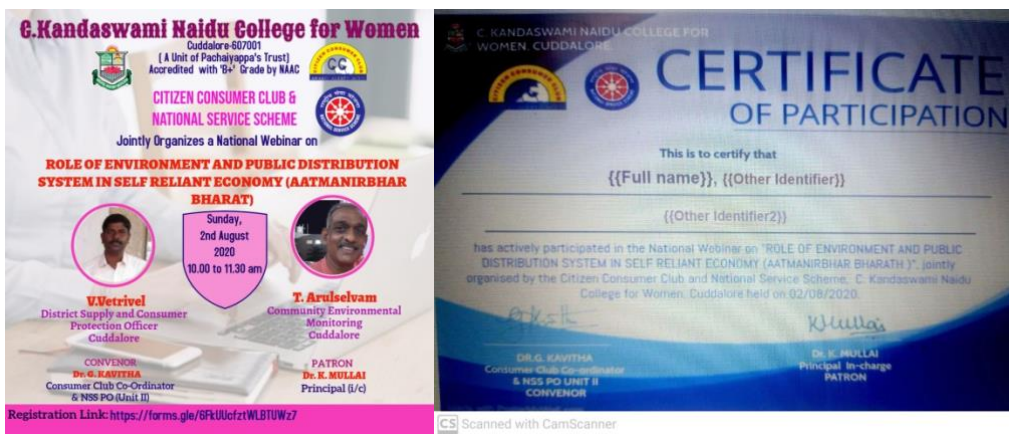 C.Kandaswami Naidu College for Women
Cuddalore-607001
( A Unit of Pachaiyappa's Trust)
Accredited with 'B+' Grade by NAAC
CITIZEN CONSUMER CLUB &
NATIONAL SERVICE SCHEME
Jointly Organizes a National Webinar on
ROLE OF ENVIRONMENT AND PUBLIC DISTRIBUTION
SYSTEM IN SELF RELIANT ECONOMY (AATMANIRBHAR
BHARAT)
Sunday,
2nd August
2020
10.00 to 11.30 am
V.Vetrivel
District Supply and Consumer
Protection Officer
Cuddalore
T. Arulselvam
Community Environmental
Monitoring
Cuddalore
CONVENOR
Dr. G. KAVITHA
Consumer Club Co-Ordinator
& NSS PO (Unit II)
PATRON
Dr. K. MULLAI
Principal (i/c)
Registration Link: https://forms.gle/6FkUUcfztWLBTUWz7
C. KANDASWAMI NAIDU COLLEGE FOR
WOMEN, CUDDALORE.
CERTIFICATE
OF PARTICIPATION
This is to certify that
{{Full name}}, {{Other Identifier}}
{{Other Identifier2}}
has actively participated in the National Webinar on "ROLE OF ENVIRONMENT AND PUBLIC
DISTRIBUTION SYSTEM IN SELF RELIANT ECONOMY (AATMANIRBHAR BHARATH )", jointly
organised by the Citizen Consumer Club and National Service Scheme, C. Kandaswami Naidu
College for Women, Cuddalore held on 02/08/2020.
K Mullai
DR.G. KAVITHA
Consumer Club Co-ordinator
& NSS PO UNIT II
CONVENOR
Dr. K. MULLAI
Principal In-charge
PATRON
CS Scanned with CamScanner